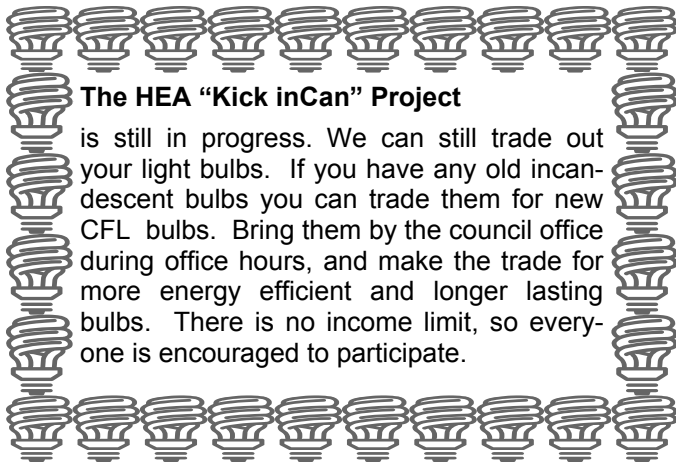 The HEA “Kick inCan” Project
is still in progress. We can still trade out
your light bulbs. If you have any old incan-
descent bulbs you can trade them for new
CFL bulbs. Bring them by the council office
during office hours, and make the trade for
more energy efficient and longer lasting
bulbs. There is no income limit, so every-
one is encouraged to participate.